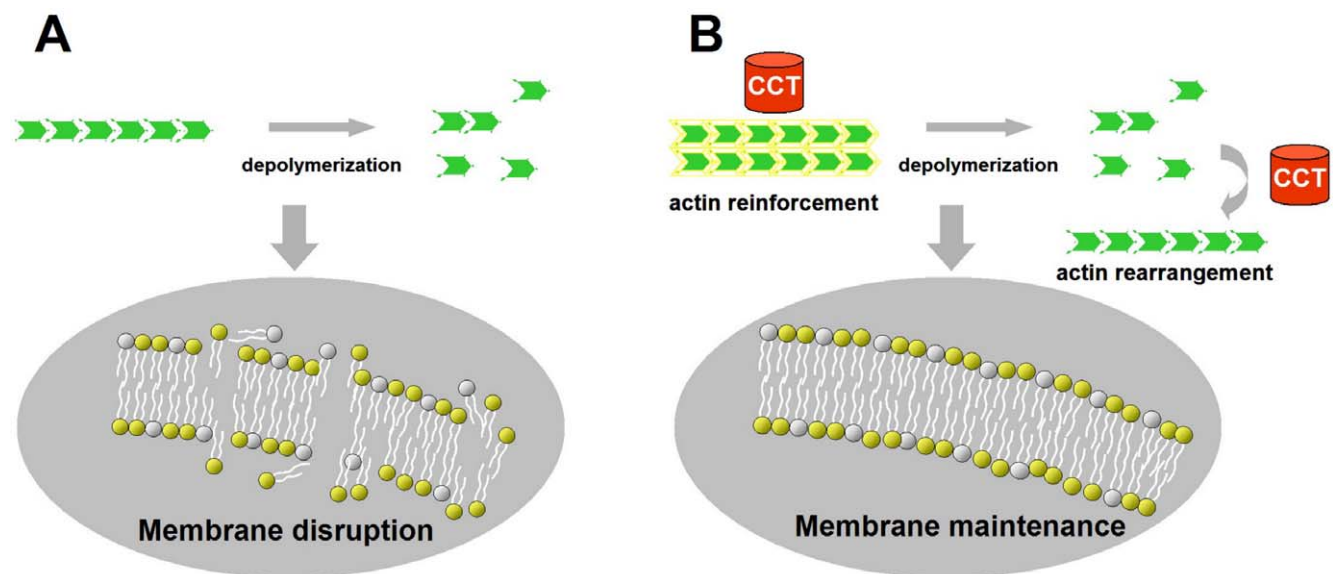 A
depolymerization
Membrane disruption
B
CCT
actin reinforcement
depolymerization
CCT
actin rearrangement
Membrane maintenance